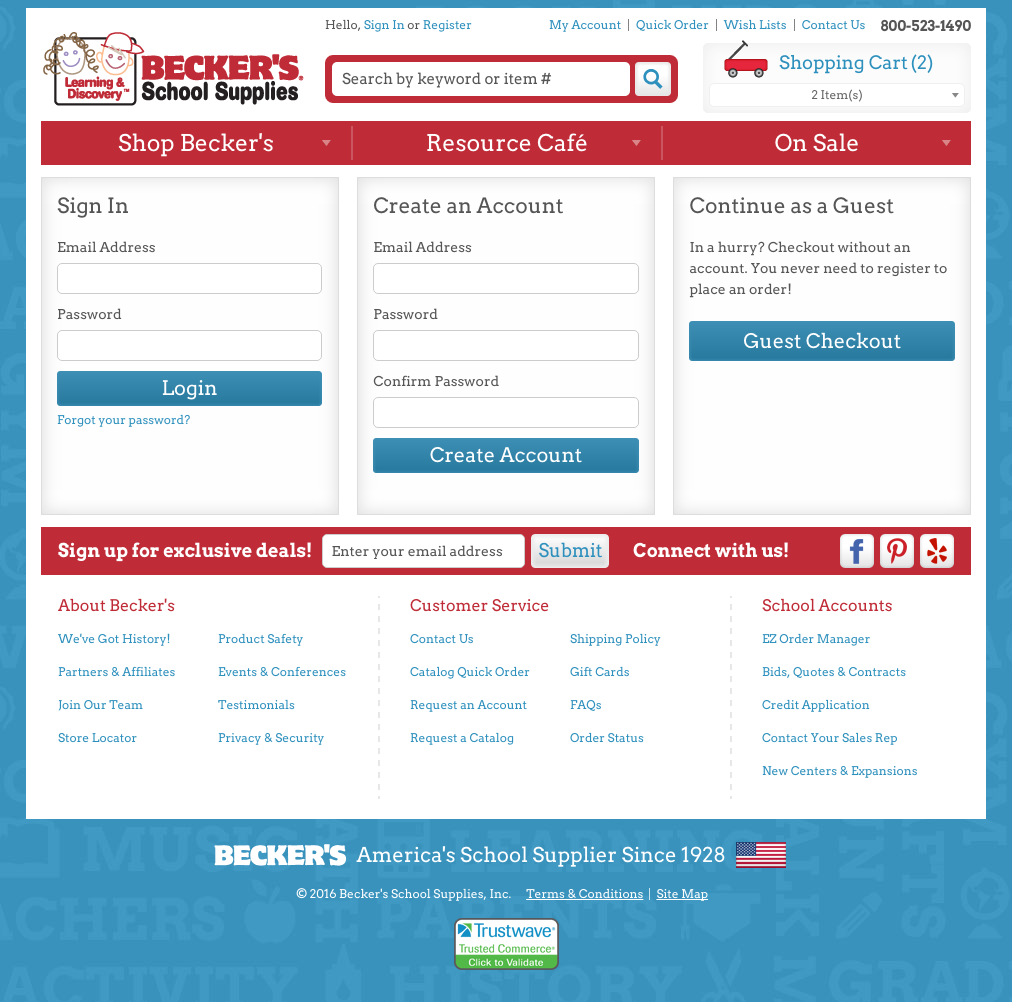 Hello, Sign In or Register
My Account | Quick Order | Wish Lists | Contact Us 800-523-1490
Learning &
Discovery™
BECKER'S®
School Supplies
Search by keyword or item #
Shopping Cart (2)
2 Item(s)
Shop Becker's
Resource Café
On Sale
Sign In
Email Address
Password
Login
Forgot your password?
Create an Account
Email Address
Password
Confirm Password
Create Account
Continue as a Guest
In a hurry? Checkout without an
account. You never need to register to
place an order!
Guest Checkout
Sign up for exclusive deals!
Enter your email address
Submit
Connect with us!
About Becker's
We've Got History!
Product Safety
Partners & Affiliates
Events & Conferences
Join Our Team
Testimonials
Store Locator
Privacy & Security
Customer Service
Contact Us
Shipping Policy
Catalog Quick Order
Gift Cards
Request an Account
FAQs
Request a Catalog
Order Status
School Accounts
EZ Order Manager
Bids, Quotes & Contracts
Credit Application
Contact Your Sales Rep
New Centers & Expansions
BECKER'S America's School Supplier Since 1928
© 2016 Becker's School Supplies, Inc. Terms & Conditions | Site Map
Trustwave®
Trusted Commerce®
Click to Validate
MUSIC
LEARNING
ACHERS
PARENTS
ACTIVITY
HISTORY
GRAD